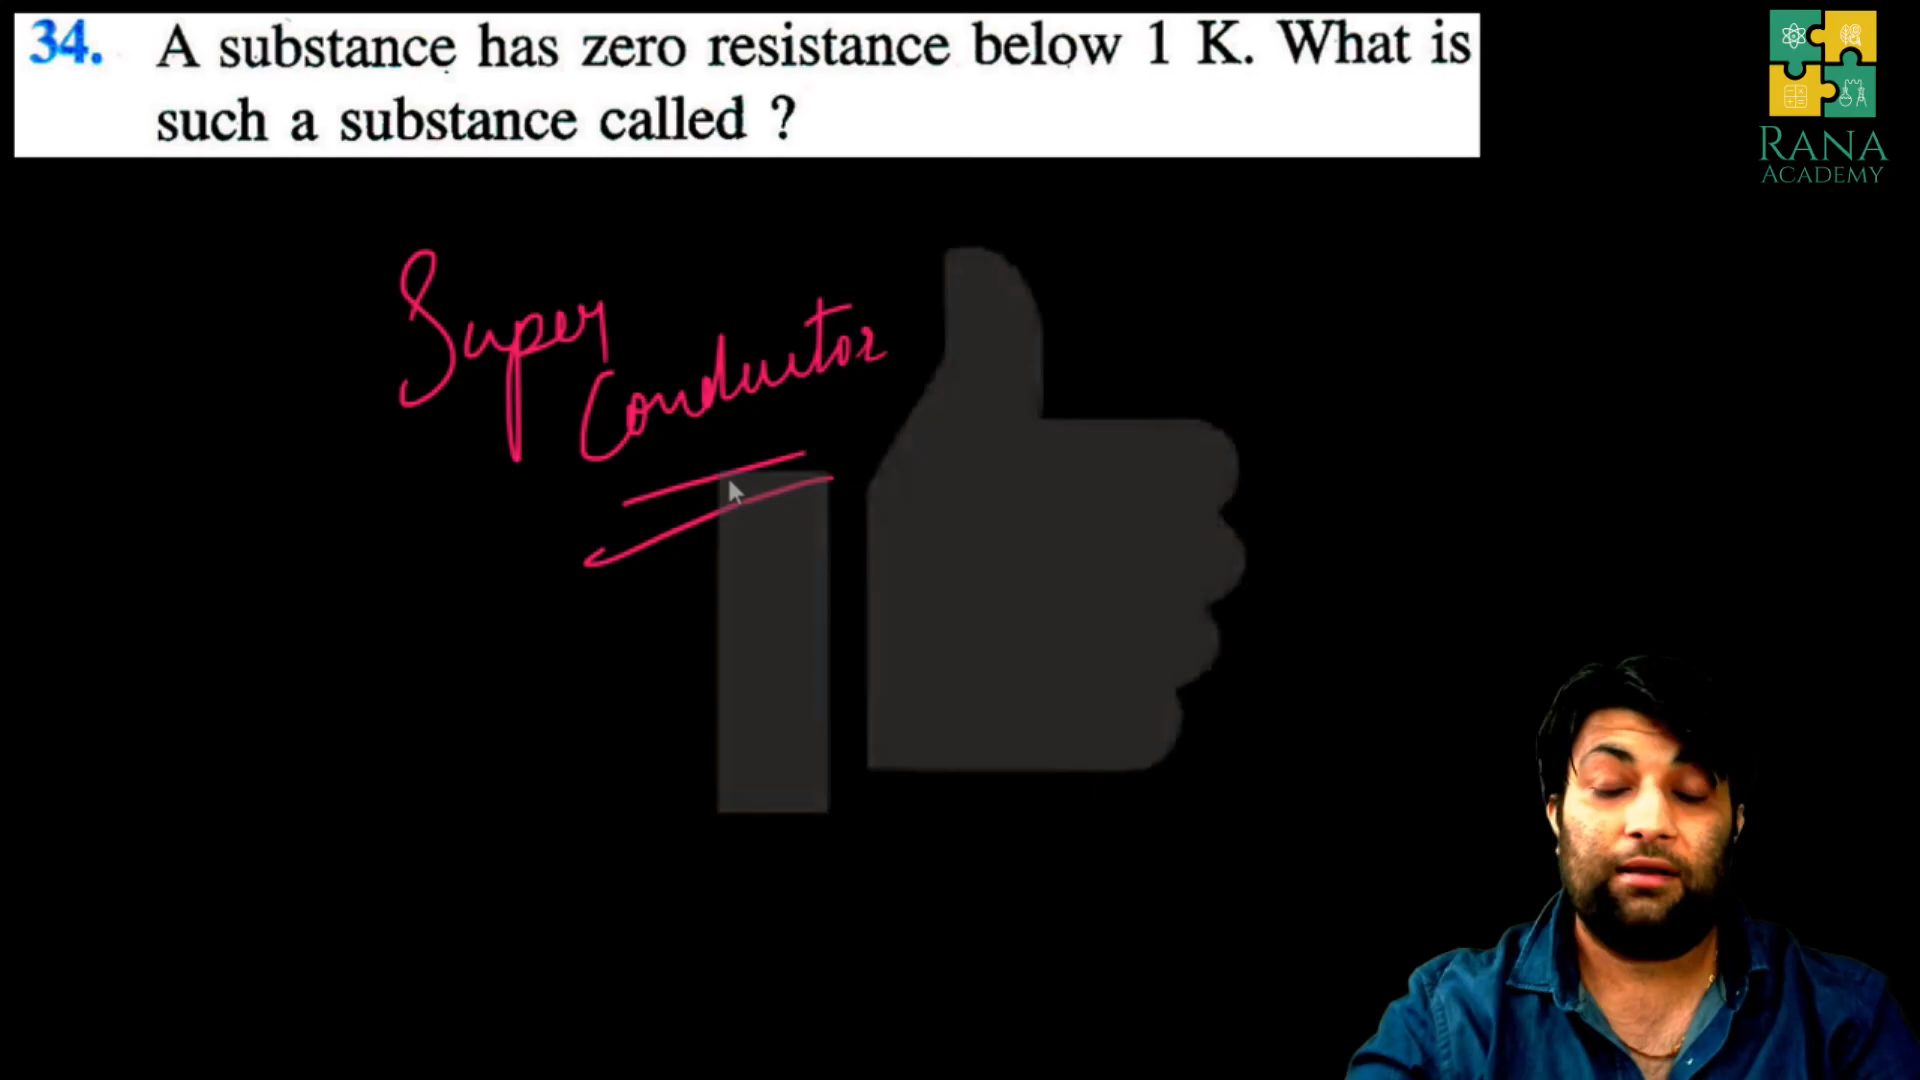 34. A substance has zero resistance below 1 K. What is
such a substance called ?
RANA
ACADEMY
Super
Conductor